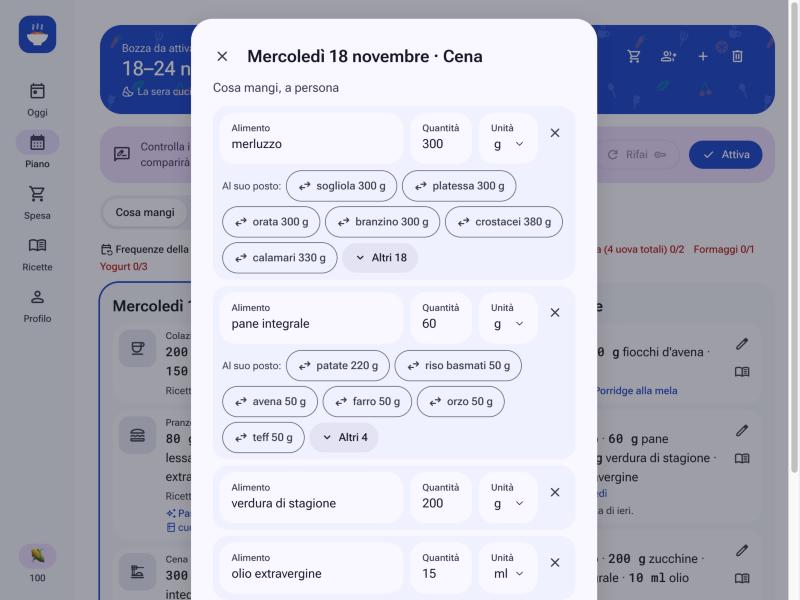 Oggi
Piano
Spesa
Ricette
Profilo
100
Bozza da attiva
18–24 n
La sera cuci
Controlla i
comparirà
Rifai
Attiva
Cosa mangi
Frequenze della
a (4 uova totali) 0/2 Formaggi 0/1
Yogurt 0/3
Mercoledì 1
Colaz
200
150
Ricett
Pranz
80 g
lessa
extra
Ricett
Pas
cuc
Cena
300
integ
Mercoledì 18 novembre · Cena
Cosa mangi, a persona
Alimento
merluzzo
Quantità
300
Unità
g
Al suo posto: sogliola 300 g platessa 300 g
orata 300 g branzino 300 g crostacei 380 g
calamari 330 g Altri 18
Alimento
pane integrale
Quantità
60
Unità
g
Al suo posto: patate 220 g riso basmati 50 g
avena 50 g farro 50 g orzo 50 g
teff 50 g Altri 4
Alimento
verdura di stagione
Quantità
200
Unità
g
Alimento
olio extravergine
Quantità
15
Unità
ml
e
0 g fiocchi d'avena ·
Porridge alla mela
· 60 g pane
g verdura di stagione ·
vergine
edi
a di ieri.
· 200 g zucchine ·
rale · 10 ml olio